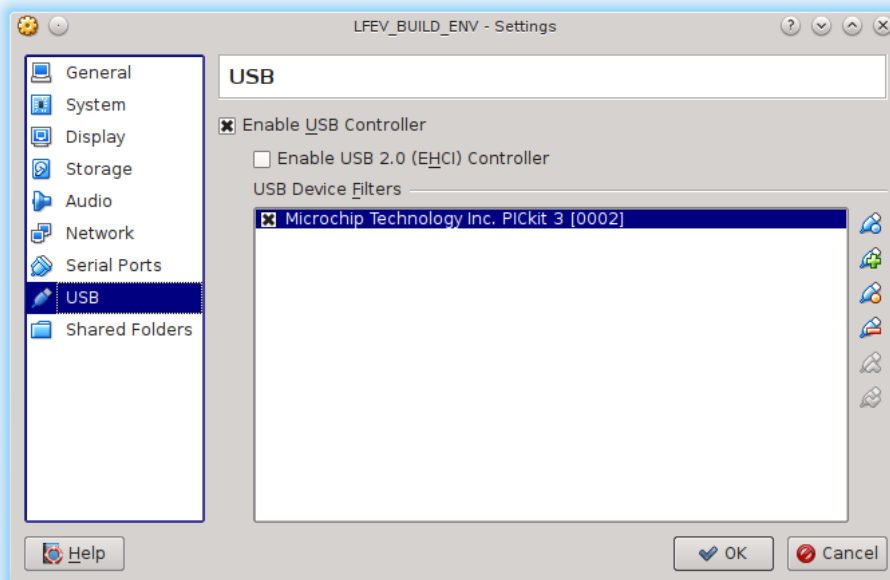 LFEV_BUILD_ENV - Settings
General
System
Display
Storage
Audio
Network
Serial Ports
USB
Shared Folders
USB
Enable USB Controller
Enable USB 2.0 (EHCI) Controller
USB Device Filters
Microchip Technology Inc. PICkit 3 [0002]
Help
OK
Cancel